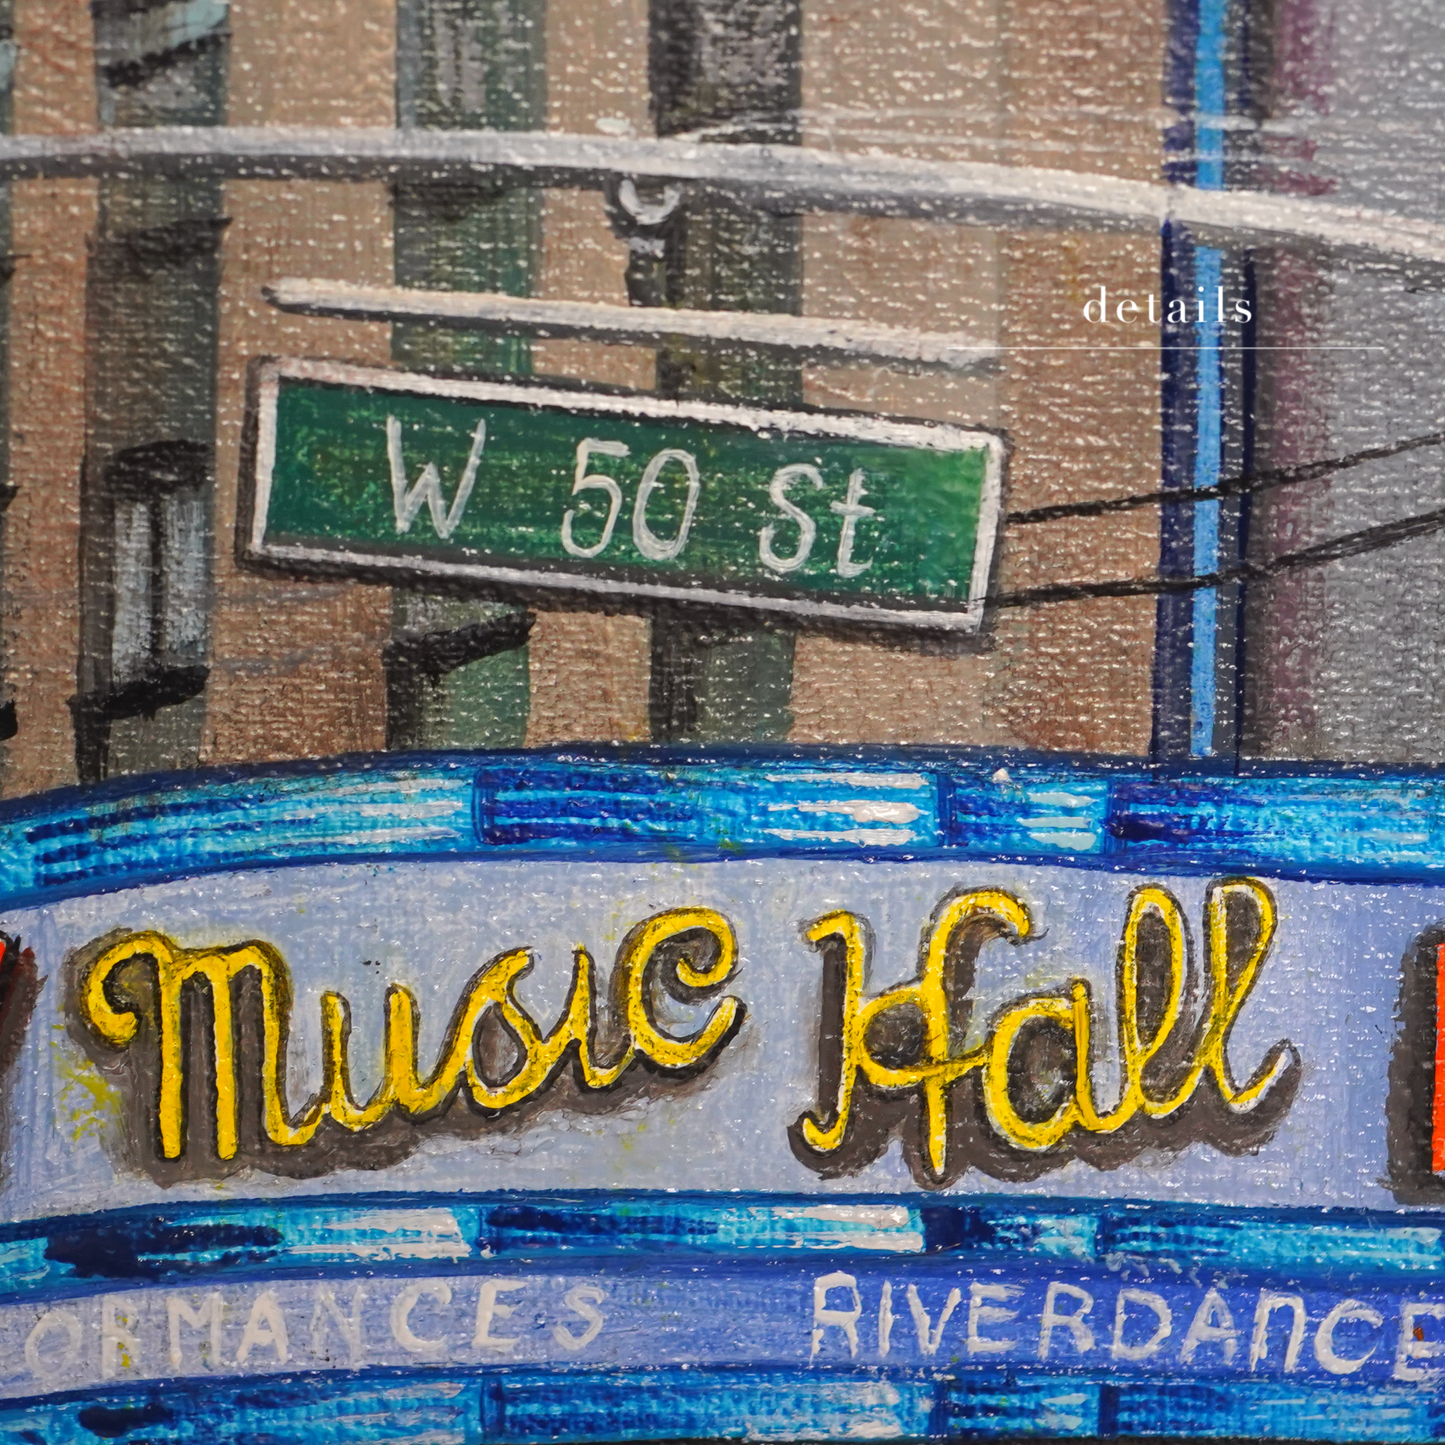 details
W 50 St
Music Hall
ORMANCES RIVERDANCE